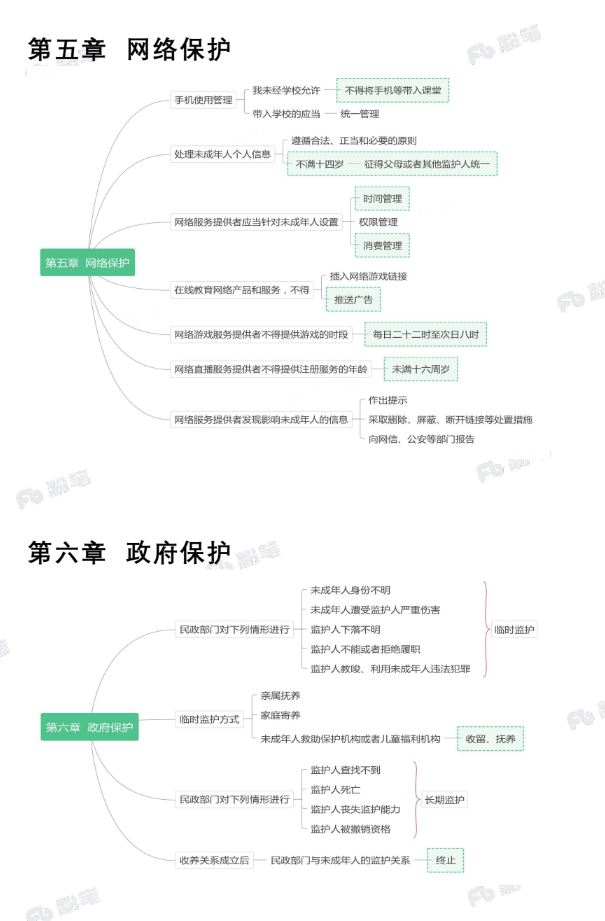 第五章 网络保护
粉笔
手机使用管理
我未经学校允许
不得将手机等带入课堂
带入学校的应当
统一管理
处理未成年人个人信息
遵循合法、正当和必要的原则
不满十四岁
征得父母或者其他监护人统一
网络服务提供者应当针对未成年人设置
时间管理
权限管理
消费管理
第五章 网络保护
在线教育网络产品和服务，不得
插入网络游戏链接
推送广告
粉笔
网络游戏服务提供者不得提供游戏的时段
每日二十二时至次日八时
网络直播服务提供者不得提供注册服务的年龄
未满十六周岁
网络服务提供者发现影响未成年人的信息
作出提示
采取删除、屏蔽、断开链接等处置措施
向网信、公安等部门报告
粉笔
粉笔
第六章 政府保护
粉笔
民政部门对下列情形进行
未成年人身份不明
未成年人遭受监护人严重伤害
监护人下落不明
监护人不能或者拒绝履职
监护人教唆、利用未成年人违法犯罪
临时监护
第六章 政府保护
临时监护方式
亲属抚养
家庭寄养
未成年人救助保护机构或者儿童福利机构
收留、抚养
粉笔
民政部门对下列情形进行
监护人查找不到
监护人死亡
监护人丧失监护能力
监护人被撤销资格
长期监护
收养关系成立后
民政部门与未成年人的监护关系
终止
粉笔
粉笔